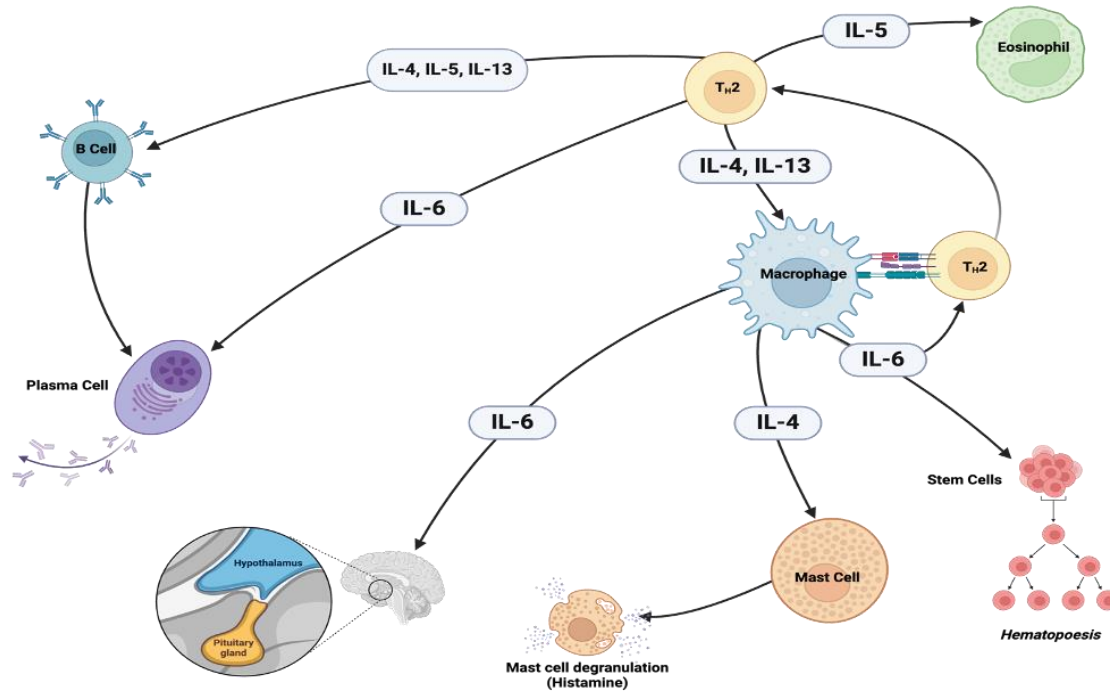 IL-5
Eosinophil
IL-4, IL-5, IL-13
TH2
B Cell
IL-4, IL-13
IL-6
Macrophage
TH2
IL-6
Plasma Cell
IL-6
IL-4
Stem Cells
Hypothalamus
Mast Cell
Pituitary
gland
Hematopoesis
Mast cell degranulation
(Histamine)